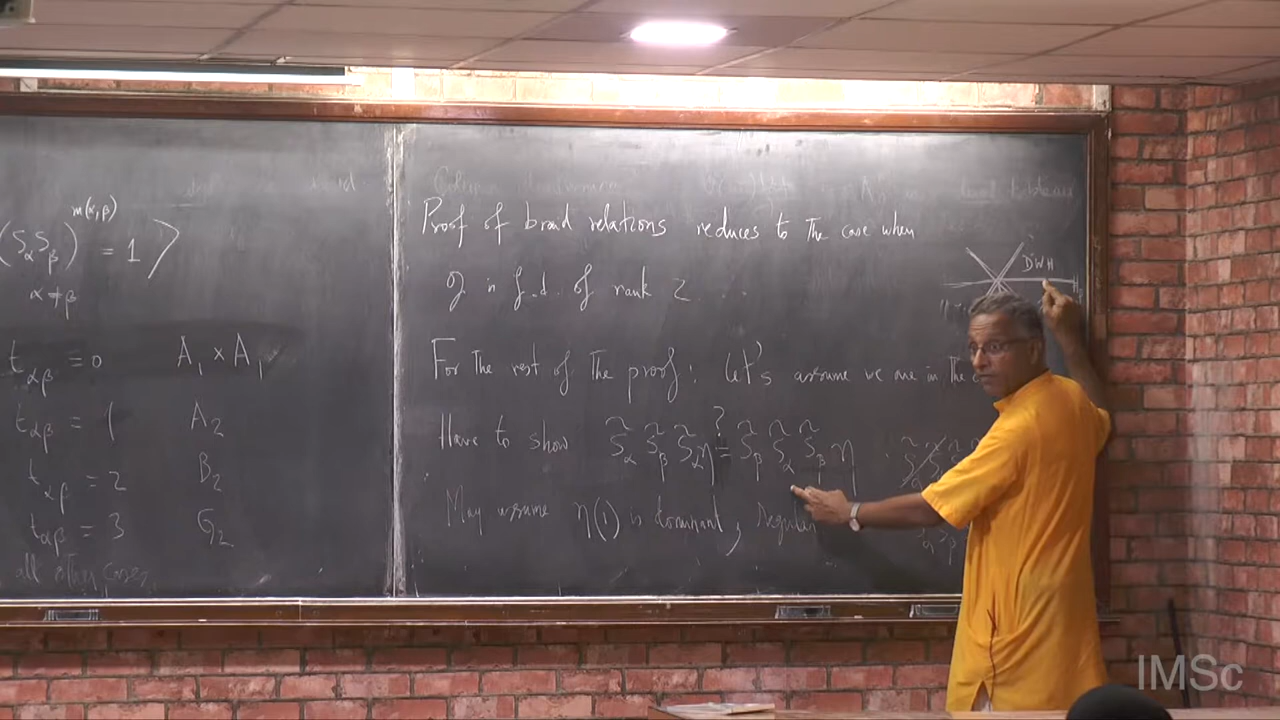 (S_α S_β)^{m(α,β)} = 1 ⟩
α ≠ β
t_{αβ} = 0 A_1 × A_1
t_{αβ} = 1 A_2
t_{αβ} = 2 B_2
t_{αβ} = 3 G_2
all other cases.
Proof of braid relations reduces to the case when
g is f.d. of rank 2 . . .
DWH
For the rest of the proof: Let's assume we are in the
Have to show S̃_α S̃_β S̃_α η ?= S̃_β S̃_α S̃_β η
May assume η(1) is dominant, regular
IMSc